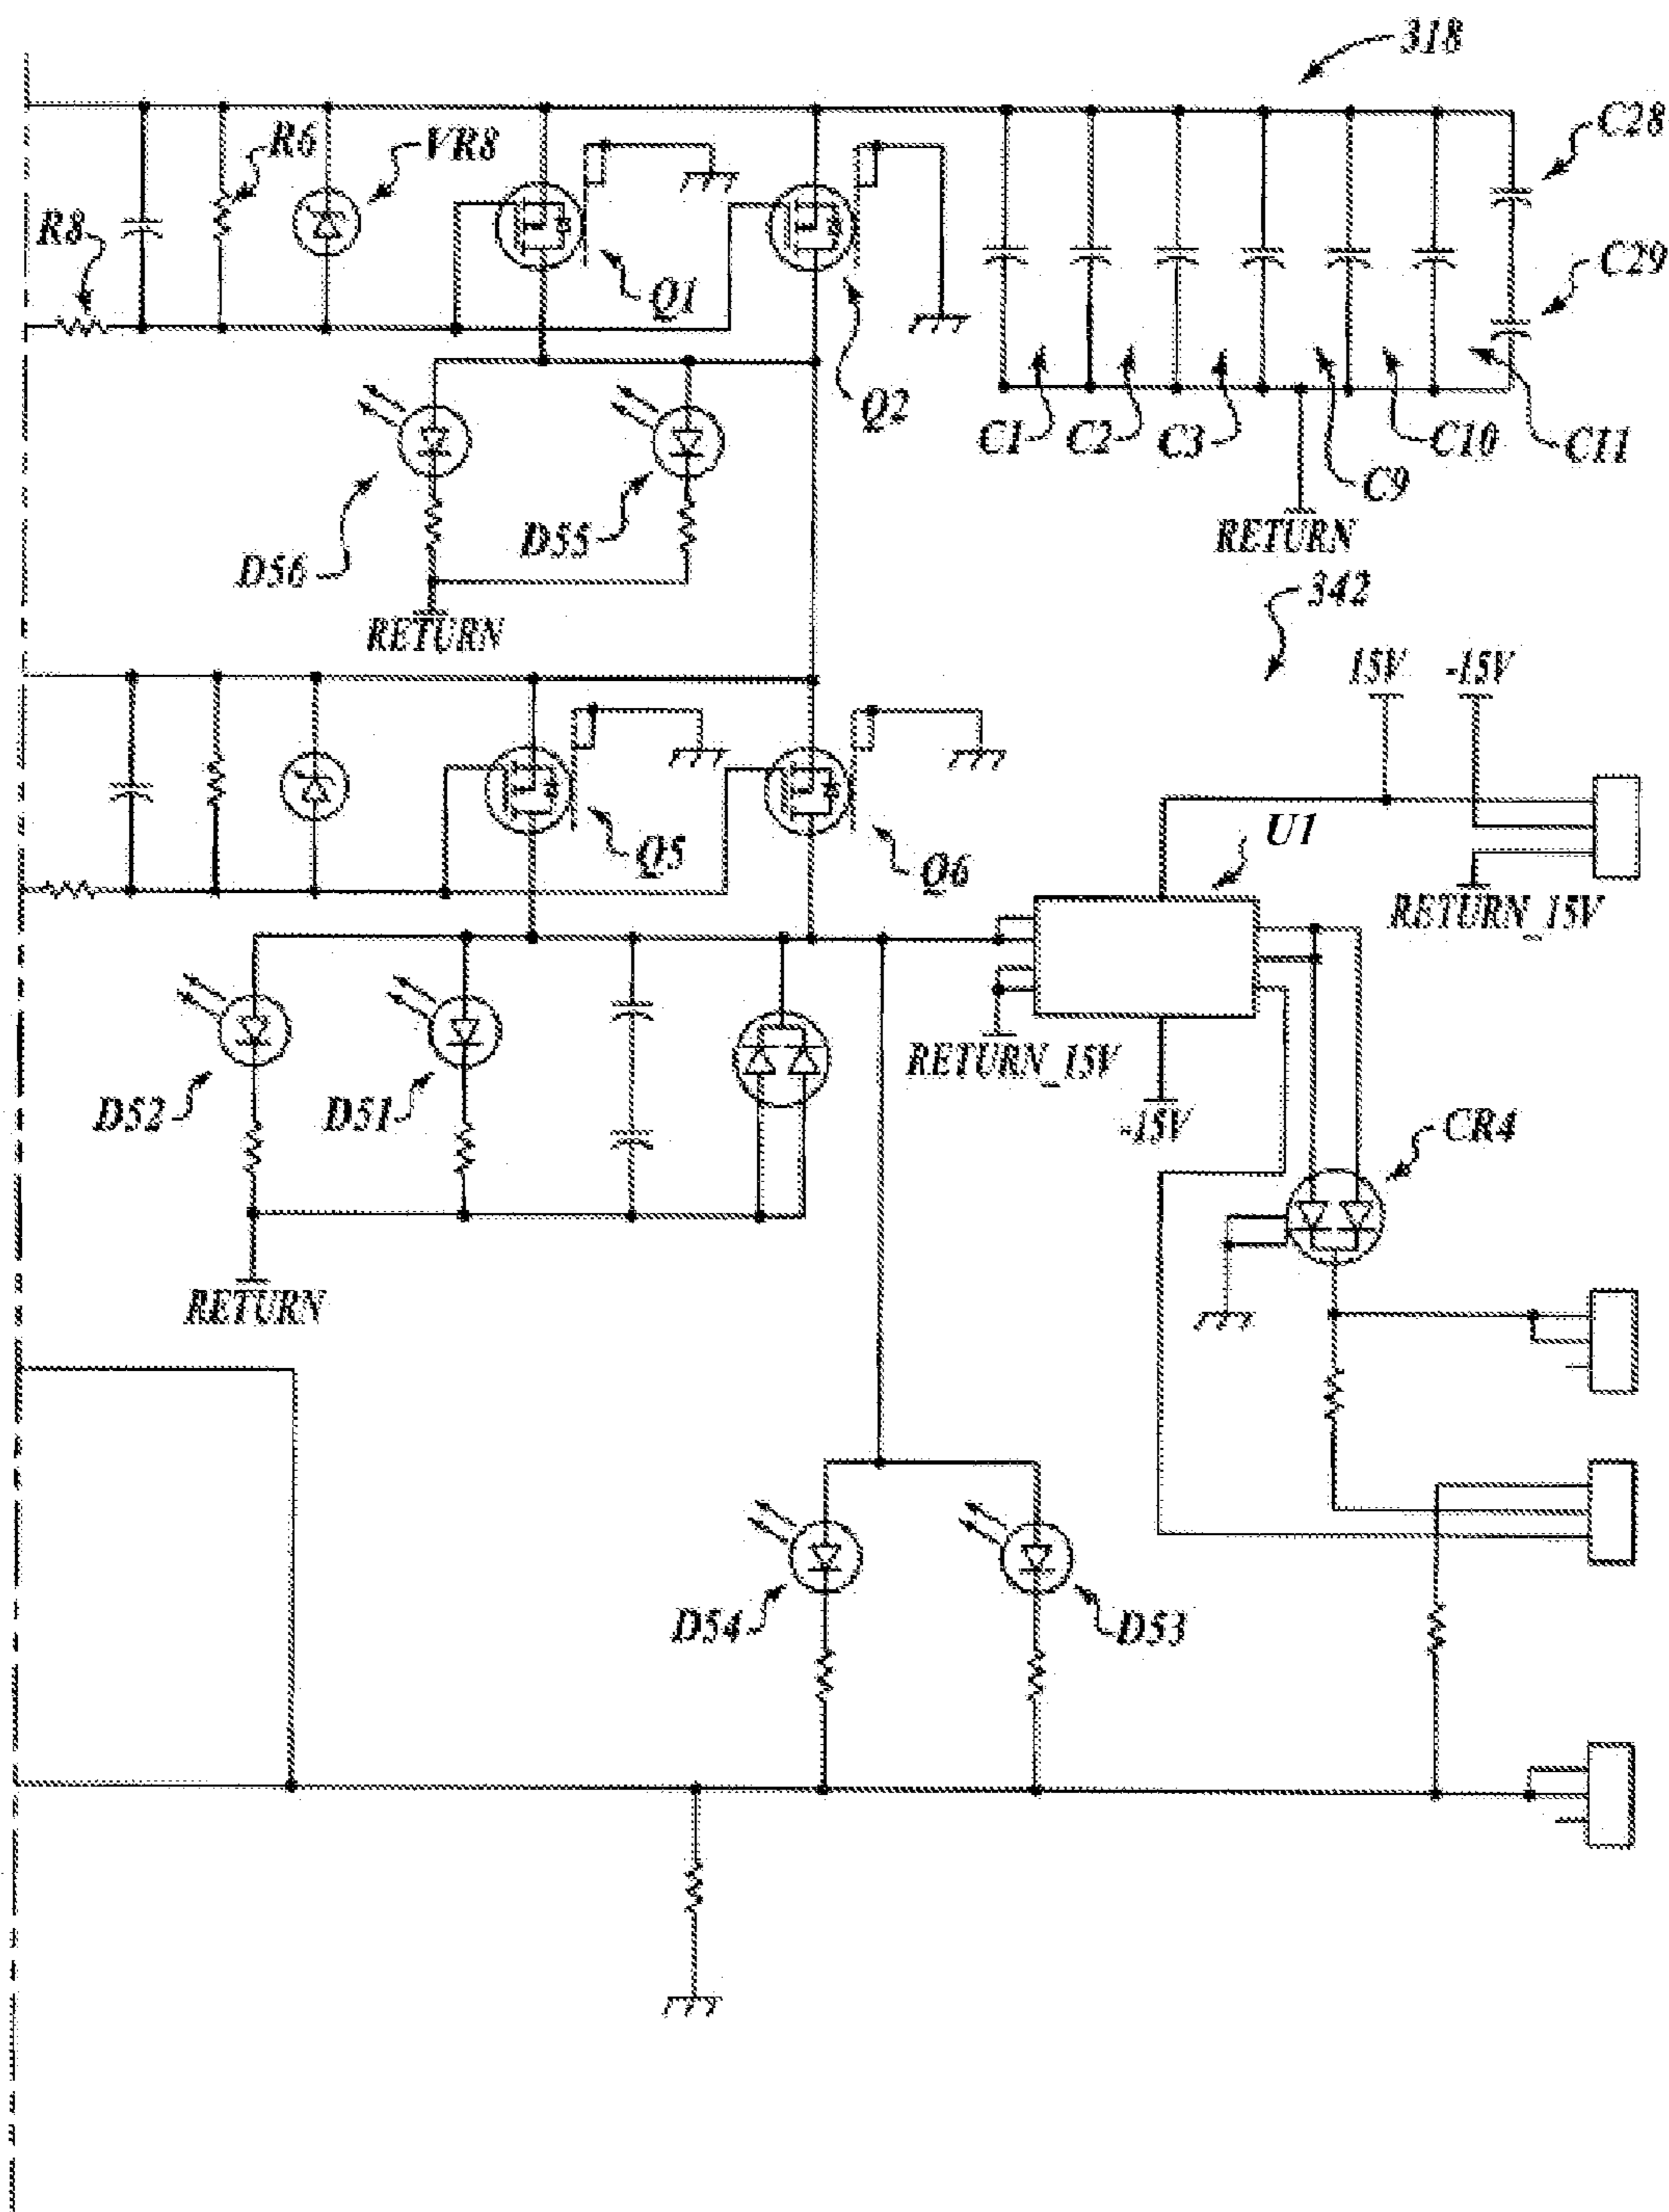 318
C28
R6
VR8
R8
C29
Q1
Q2
C1
C2
C3
C10
C11
C9
D55
D56
RETURN
342
RETURN
15V
-15V
U1
Q5
Q6
RETURN_15V
RETURN_15V
D52
D51
-15V
CR4
RETURN
D54
D53